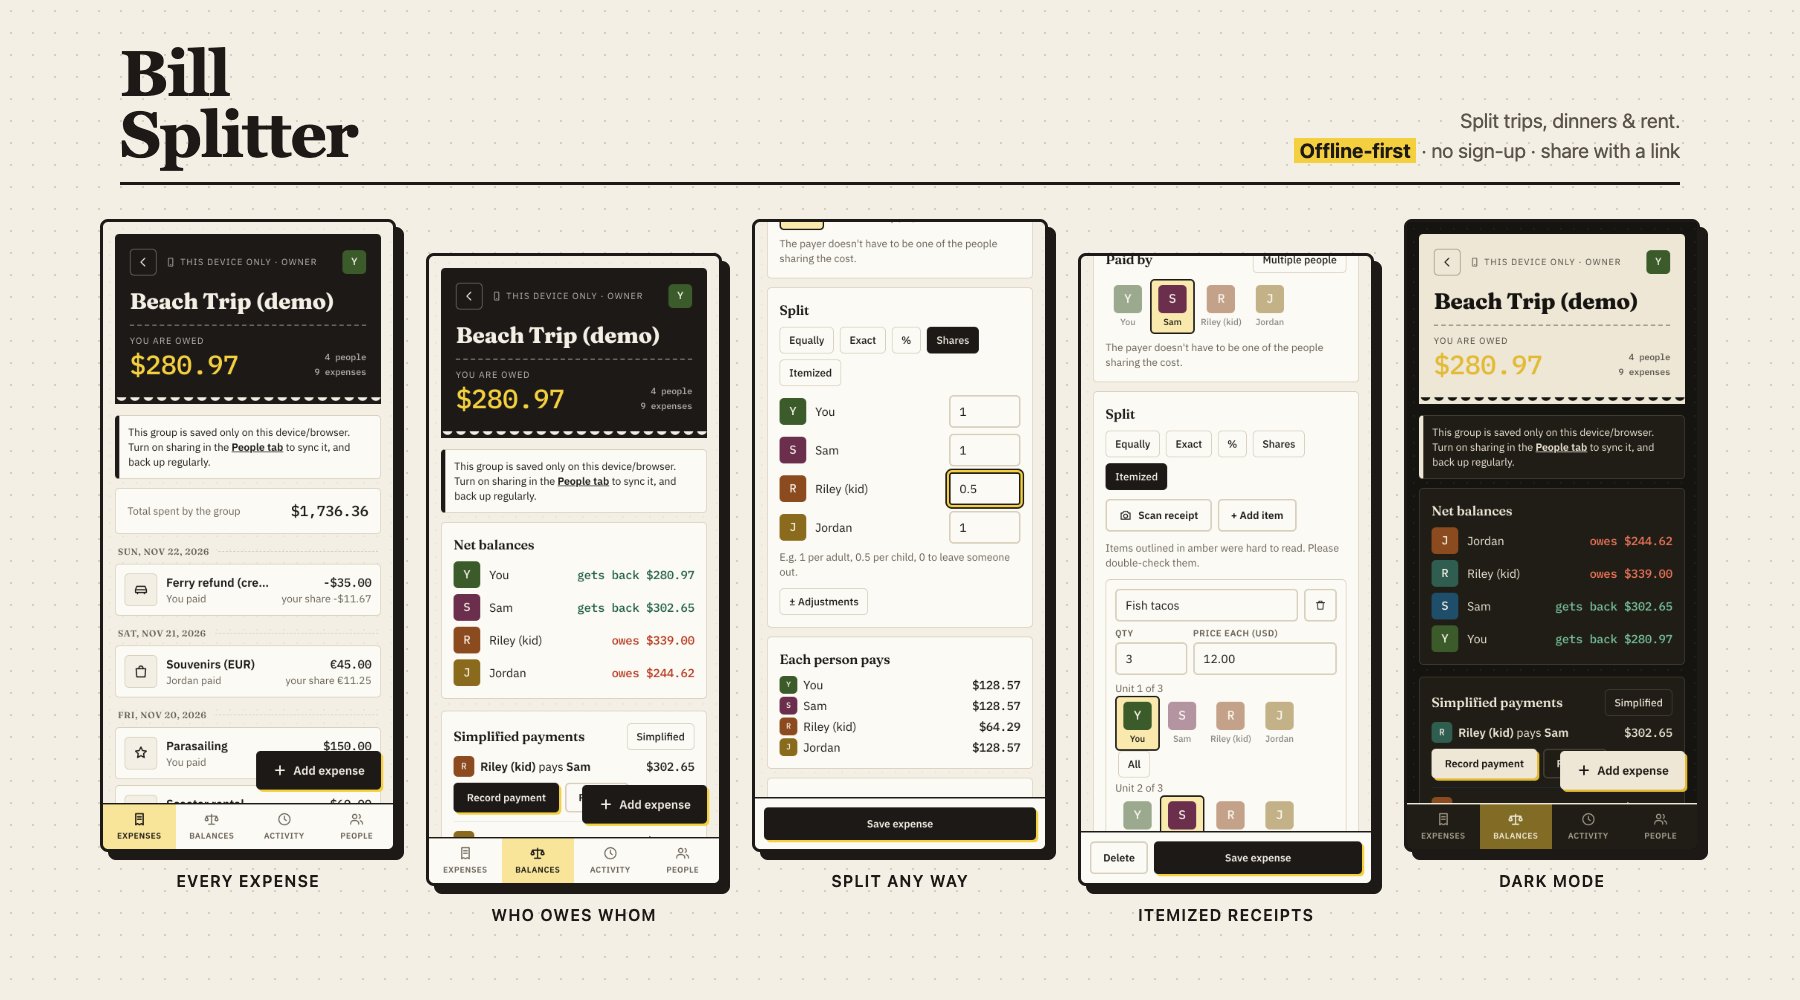 Bill
Splitter
Split trips, dinners & rent.
Offline-first · no sign-up · share with a link
THIS DEVICE ONLY · OWNER
Y
Beach Trip (demo)
YOU ARE OWED
$280.97
4 people
9 expenses
This group is saved only on this device/browser.
Turn on sharing in the People tab to sync it, and
back up regularly.
Total spent by the group $1,736.36
SUN, NOV 22, 2026
Ferry refund (cre... -$35.00
You paid your share -$11.67
SAT, NOV 21, 2026
Souvenirs (EUR) €45.00
Jordan paid your share €11.25
FRI, NOV 20, 2026
Parasailing $150.00
You paid
+ Add expense
EXPENSES BALANCES ACTIVITY PEOPLE
EVERY EXPENSE
THIS DEVICE ONLY · OWNER
Y
Beach Trip (demo)
YOU ARE OWED
$280.97
4 people
9 expenses
This group is saved only on this device/browser.
Turn on sharing in the People tab to sync it, and
back up regularly.
Net balances
Y You gets back $280.97
S Sam gets back $302.65
R Riley (kid) owes $339.00
J Jordan owes $244.62
Simplified payments Simplified
R Riley (kid) pays Sam $302.65
Record payment
+ Add expense
EXPENSES BALANCES ACTIVITY PEOPLE
WHO OWES WHOM
The payer doesn't have to be one of the people
sharing the cost.
Split
Equally Exact % Shares
Itemized
Y You 1
S Sam 1
R Riley (kid) 0.5
J Jordan 1
E.g. 1 per adult, 0.5 per child, 0 to leave someone
out.
± Adjustments
Each person pays
Y You $128.57
S Sam $128.57
R Riley (kid) $64.29
J Jordan $128.57
Save expense
SPLIT ANY WAY
Paid by Multiple people
Y S R J
You Sam Riley (kid) Jordan
The payer doesn't have to be one of the people
sharing the cost.
Split
Equally Exact % Shares
Itemized
Scan receipt + Add item
Items outlined in amber were hard to read. Please
double-check them.
Fish tacos
QTY PRICE EACH (USD)
3 12.00
Unit 1 of 3
Y S R J
You Sam Riley (kid) Jordan
All
Unit 2 of 3
Y S R J
Delete Save expense
ITEMIZED RECEIPTS
THIS DEVICE ONLY · OWNER
Y
Beach Trip (demo)
YOU ARE OWED
$280.97
4 people
9 expenses
This group is saved only on this device/browser.
Turn on sharing in the People tab to sync it, and
back up regularly.
Net balances
J Jordan owes $244.62
R Riley (kid) owes $339.00
S Sam gets back $302.65
Y You gets back $280.97
Simplified payments Simplified
R Riley (kid) pays Sam $302.65
Record payment
+ Add expense
EXPENSES BALANCES ACTIVITY PEOPLE
DARK MODE